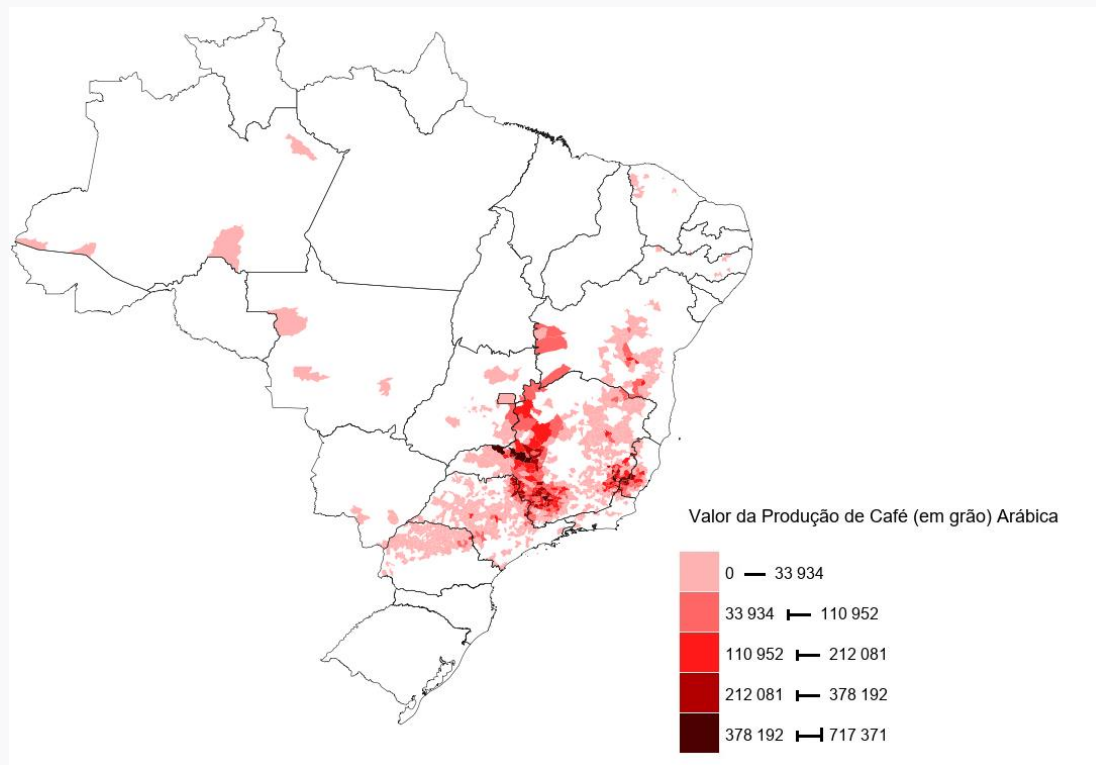 Valor da Produção de Café (em grão) Arábica
0 — 33 934
33 934 ⊢ 110 952
110 952 ⊢ 212 081
212 081 ⊢ 378 192
378 192 ⊢⊣ 717 371